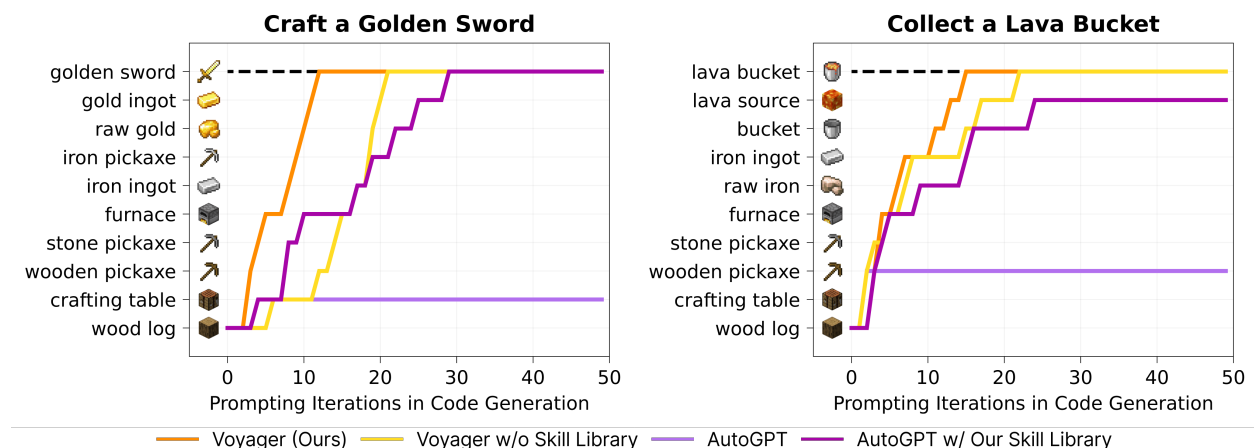 Craft a Golden Sword
golden sword
gold ingot
raw gold
iron pickaxe
iron ingot
furnace
stone pickaxe
wooden pickaxe
crafting table
wood log
0 10 20 30 40 50
Prompting Iterations in Code Generation
Collect a Lava Bucket
lava bucket
lava source
bucket
iron ingot
raw iron
furnace
stone pickaxe
wooden pickaxe
crafting table
wood log
0 10 20 30 40 50
Prompting Iterations in Code Generation
Voyager (Ours) Voyager w/o Skill Library AutoGPT AutoGPT w/ Our Skill Library